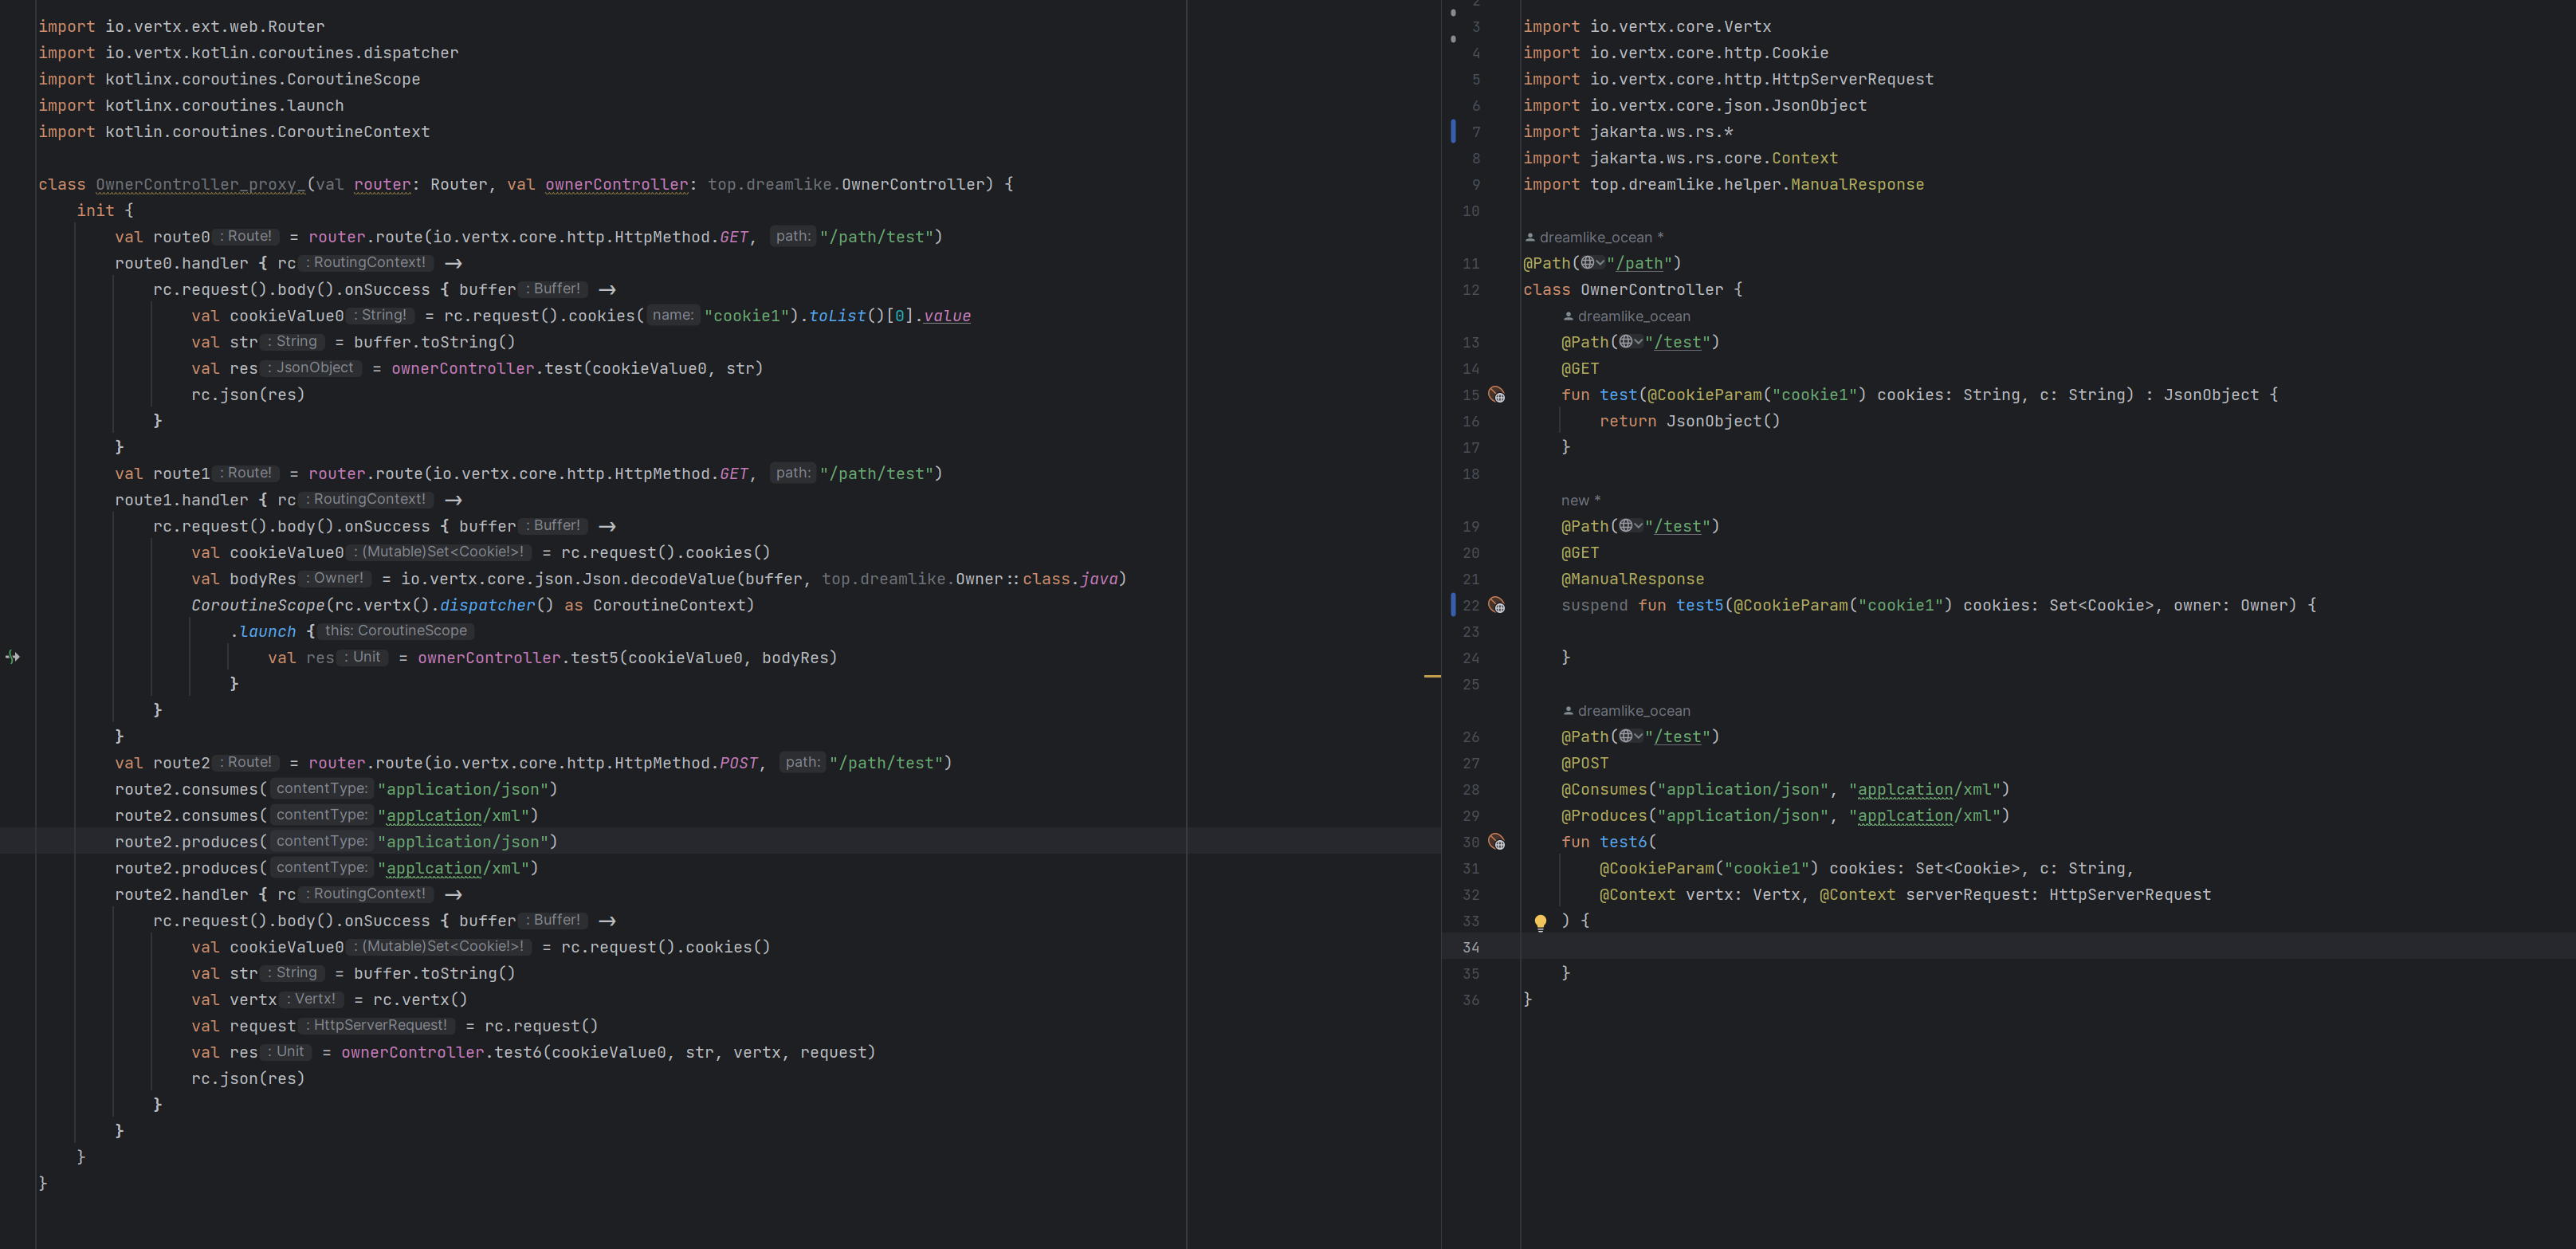 import io.vertx.ext.web.Router
import io.vertx.kotlin.coroutines.dispatcher
import kotlinx.coroutines.CoroutineScope
import kotlinx.coroutines.launch
import kotlin.coroutines.CoroutineContext
class OwnerController_proxy_(val router: Router, val ownerController: top.dreamlike.OwnerController) {
init {
val route0 : Route! = router.route(io.vertx.core.http.HttpMethod.GET, path: "/path/test")
route0.handler { rc : RoutingContext! ->
rc.request().body().onSuccess { buffer : Buffer! ->
val cookieValue0 : String! = rc.request().cookies( name: "cookie1").toList()[0].value
val str : String = buffer.toString()
val res : JsonObject = ownerController.test(cookieValue0, str)
rc.json(res)
}
}
val route1 : Route! = router.route(io.vertx.core.http.HttpMethod.GET, path: "/path/test")
route1.handler { rc : RoutingContext! ->
rc.request().body().onSuccess { buffer : Buffer! ->
val cookieValue0 : (Mutable)Set<Cookie!>! = rc.request().cookies()
val bodyRes : Owner! = io.vertx.core.json.Json.decodeValue(buffer, top.dreamlike.Owner::class.java)
CoroutineScope(rc.vertx().dispatcher() as CoroutineContext)
.launch { this: CoroutineScope
val res : Unit = ownerController.test5(cookieValue0, bodyRes)
}
}
}
val route2 : Route! = router.route(io.vertx.core.http.HttpMethod.POST, path: "/path/test")
route2.consumes( contentType: "application/json")
route2.consumes( contentType: "applcation/xml")
route2.produces( contentType: "application/json")
route2.produces( contentType: "applcation/xml")
route2.handler { rc : RoutingContext! ->
rc.request().body().onSuccess { buffer : Buffer! ->
val cookieValue0 : (Mutable)Set<Cookie!>! = rc.request().cookies()
val str : String = buffer.toString()
val vertx : Vertx! = rc.vertx()
val request : HttpServerRequest! = rc.request()
val res : Unit = ownerController.test6(cookieValue0, str, vertx, request)
rc.json(res)
}
}
}
}
2
3 import io.vertx.core.Vertx
4 import io.vertx.core.http.Cookie
5 import io.vertx.core.http.HttpServerRequest
6 import io.vertx.core.json.JsonObject
7 import jakarta.ws.rs.*
8 import jakarta.ws.rs.core.Context
9 import top.dreamlike.helper.ManualResponse
10
dreamlike_ocean *
11 @Path("/path")
12 class OwnerController {
dreamlike_ocean
13 @Path("/test")
14 @GET
15 fun test(@CookieParam("cookie1") cookies: String, c: String) : JsonObject {
16 return JsonObject()
17 }
18
new *
19 @Path("/test")
20 @GET
21 @ManualResponse
22 suspend fun test5(@CookieParam("cookie1") cookies: Set<Cookie>, owner: Owner) {
23
24 }
25
dreamlike_ocean
26 @Path("/test")
27 @POST
28 @Consumes("application/json", "applcation/xml")
29 @Produces("application/json", "applcation/xml")
30 fun test6(
31 @CookieParam("cookie1") cookies: Set<Cookie>, c: String,
32 @Context vertx: Vertx, @Context serverRequest: HttpServerRequest
33 ) {
34
35 }
36 }